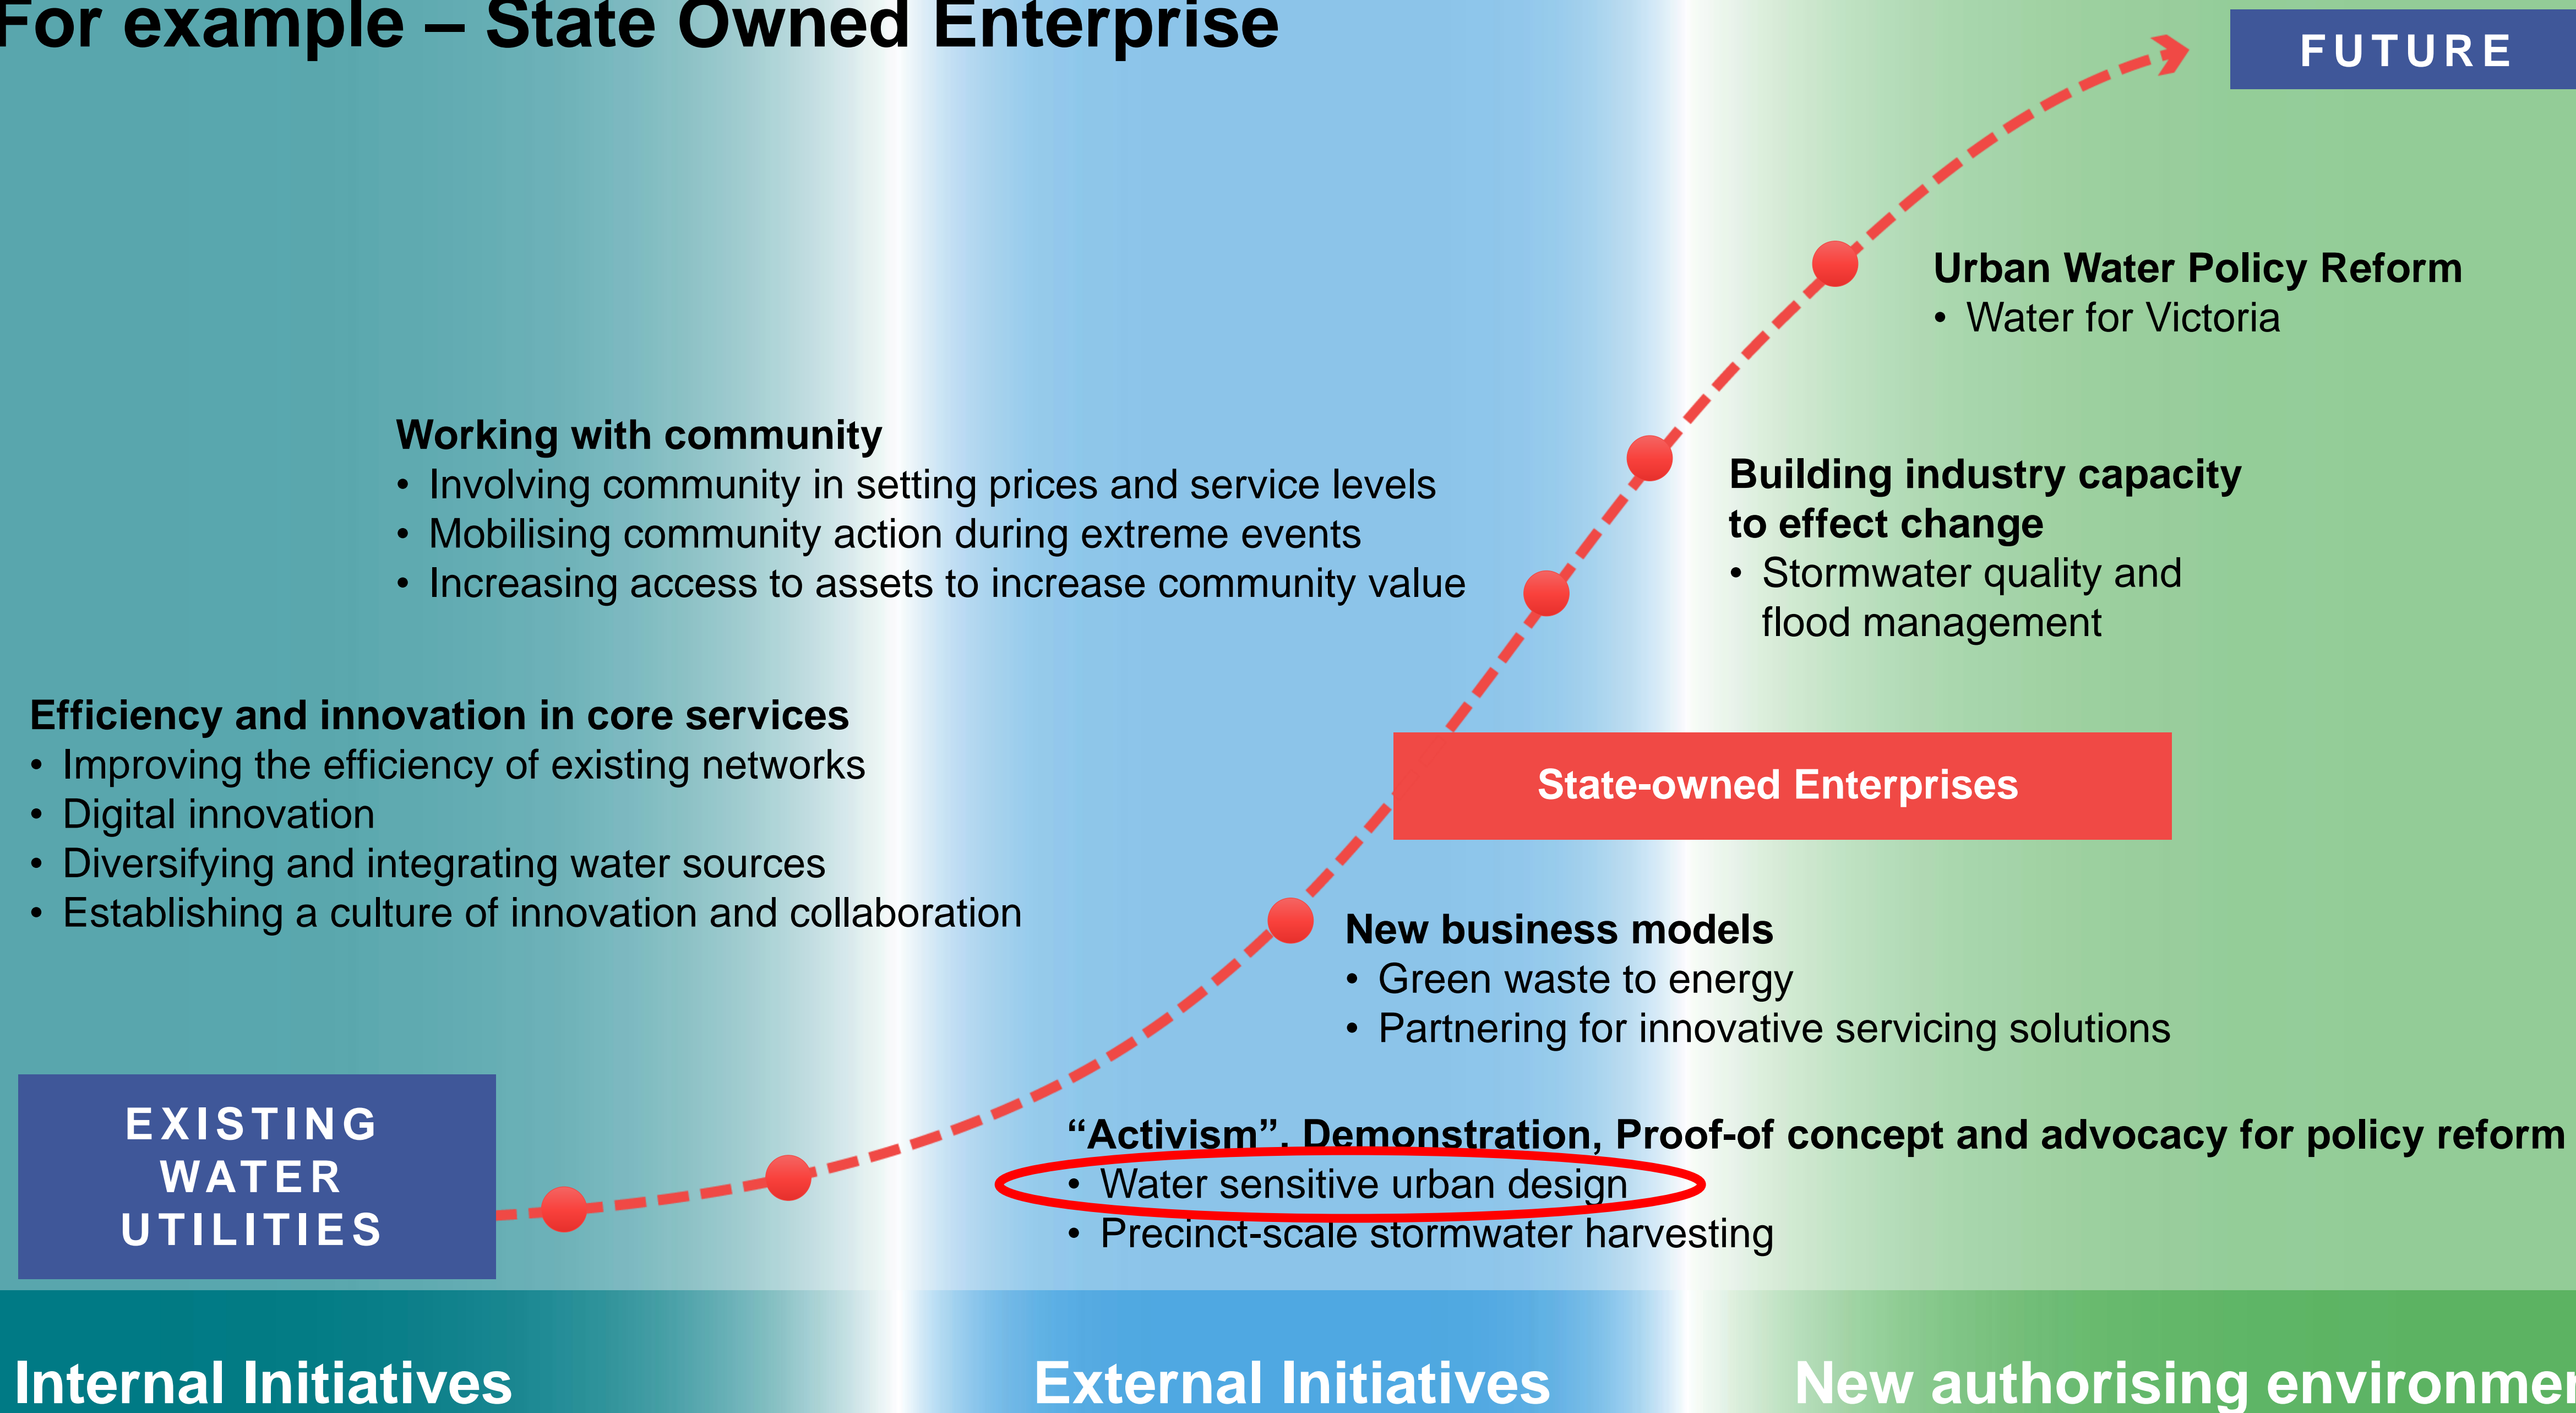 For example – State Owned Enterprise
FUTURE
Urban Water Policy Reform
• Water for Victoria
Working with community
• Involving community in setting prices and service levels
• Mobilising community action during extreme events
• Increasing access to assets to increase community value
Building industry capacity
to effect change
• Stormwater quality and
flood management
Efficiency and innovation in core services
• Improving the efficiency of existing networks
• Digital innovation
• Diversifying and integrating water sources
• Establishing a culture of innovation and collaboration
State-owned Enterprises
New business models
• Green waste to energy
• Partnering for innovative servicing solutions
EXISTING
WATER
UTILITIES
“Activism”, Demonstration, Proof-of concept and advocacy for policy reform
• Water sensitive urban design
• Precinct-scale stormwater harvesting
Internal Initiatives
External Initiatives
New authorising environmen